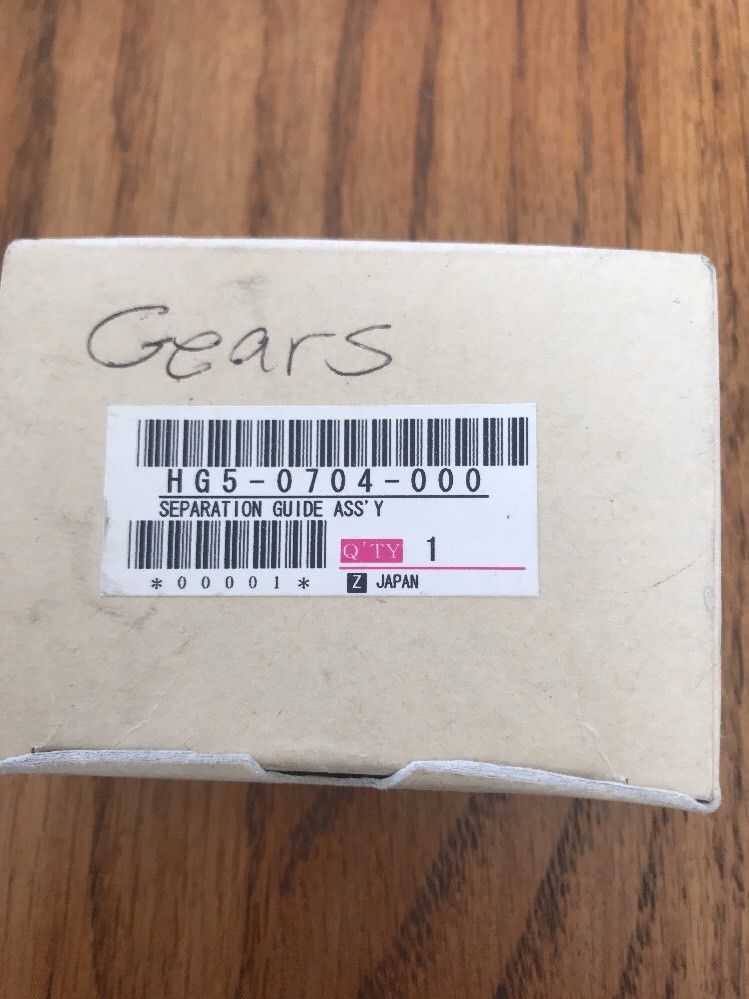 Gears
HG5-0704-000
SEPARATION GUIDE ASS'Y
Q'TY 1
*00001* Z JAPAN